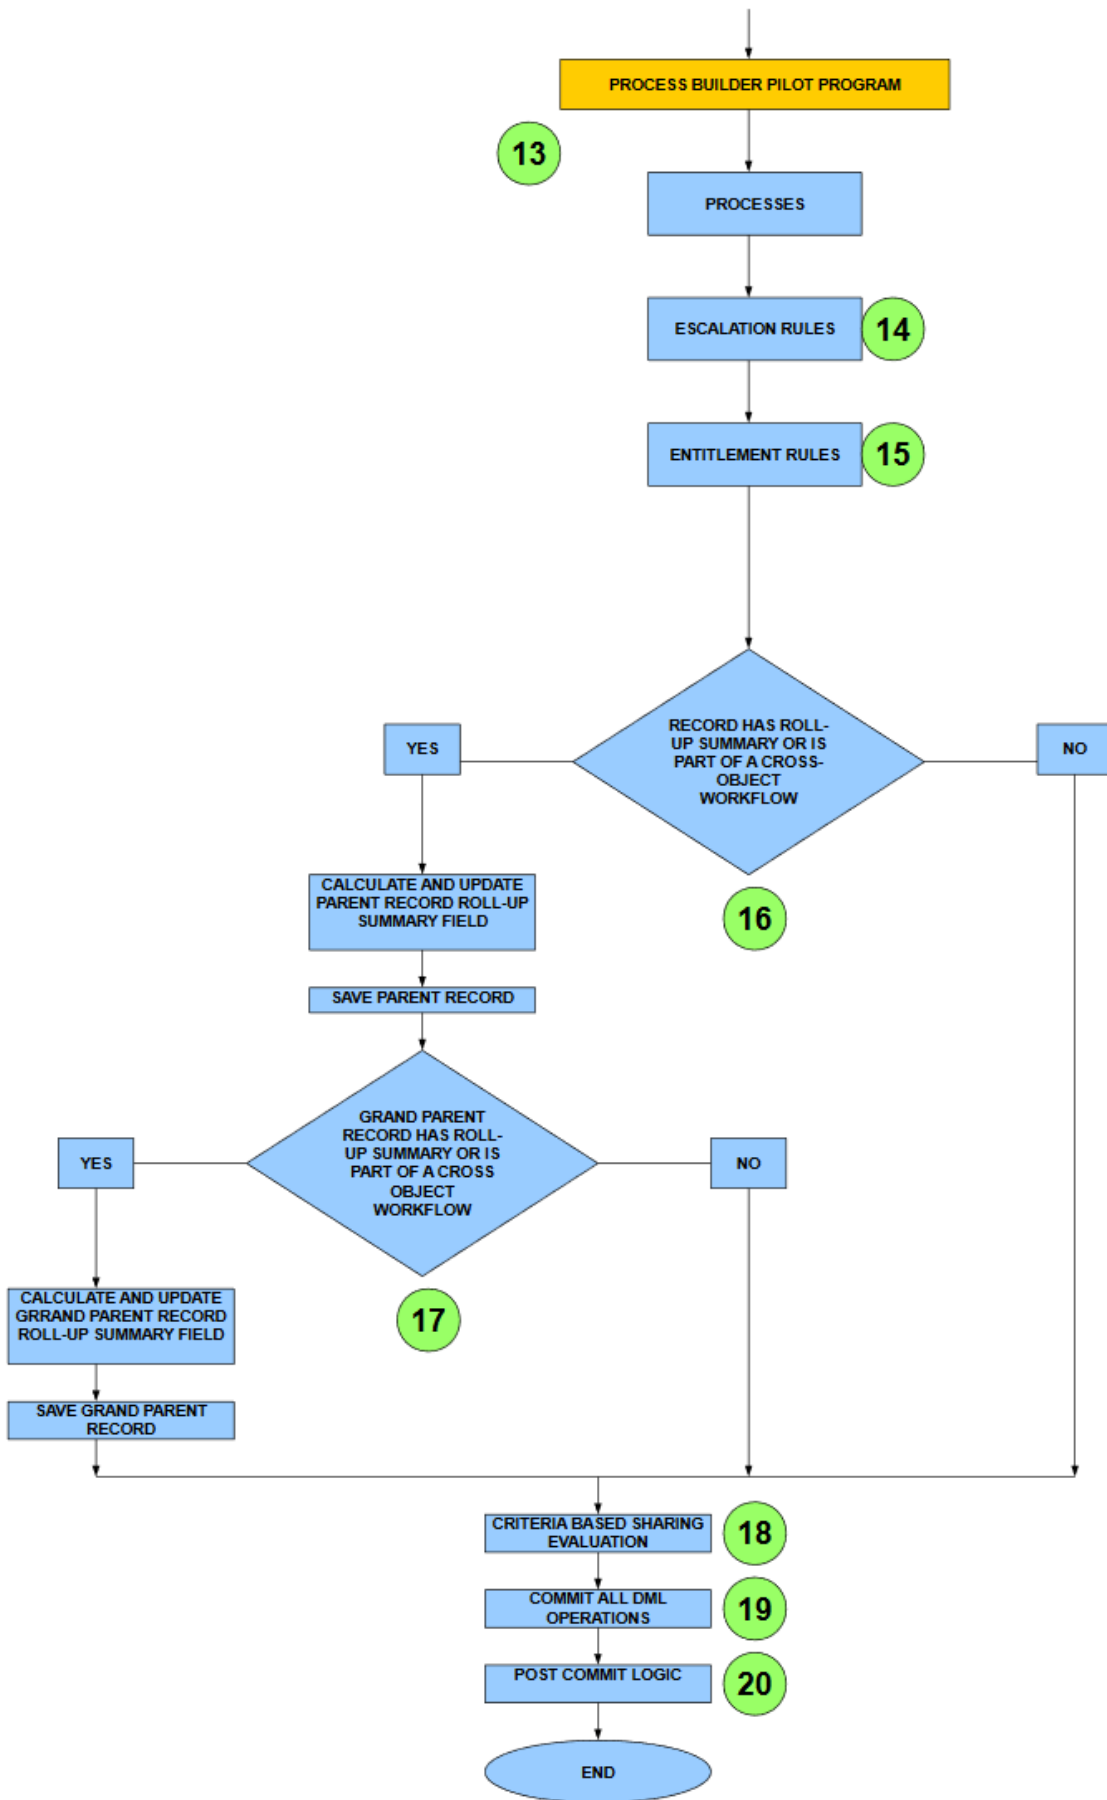 PROCESS BUILDER PILOT PROGRAM
13
PROCESSES
ESCALATION RULES
14
ENTITLEMENT RULES
15
RECORD HAS ROLL-
UP SUMMARY OR IS
PART OF A CROSS-
OBJECT
WORKFLOW
YES
NO
16
CALCULATE AND UPDATE
PARENT RECORD ROLL-UP
SUMMARY FIELD
SAVE PARENT RECORD
GRAND PARENT
RECORD HAS ROLL-
UP SUMMARY OR IS
PART OF A CROSS
OBJECT
WORKFLOW
YES
NO
17
CALCULATE AND UPDATE
GRRAND PARENT RECORD
ROLL-UP SUMMARY FIELD
SAVE GRAND PARENT
RECORD
CRITERIA BASED SHARING
EVALUATION
18
COMMIT ALL DML
OPERATIONS
19
POST COMMIT LOGIC
20
END